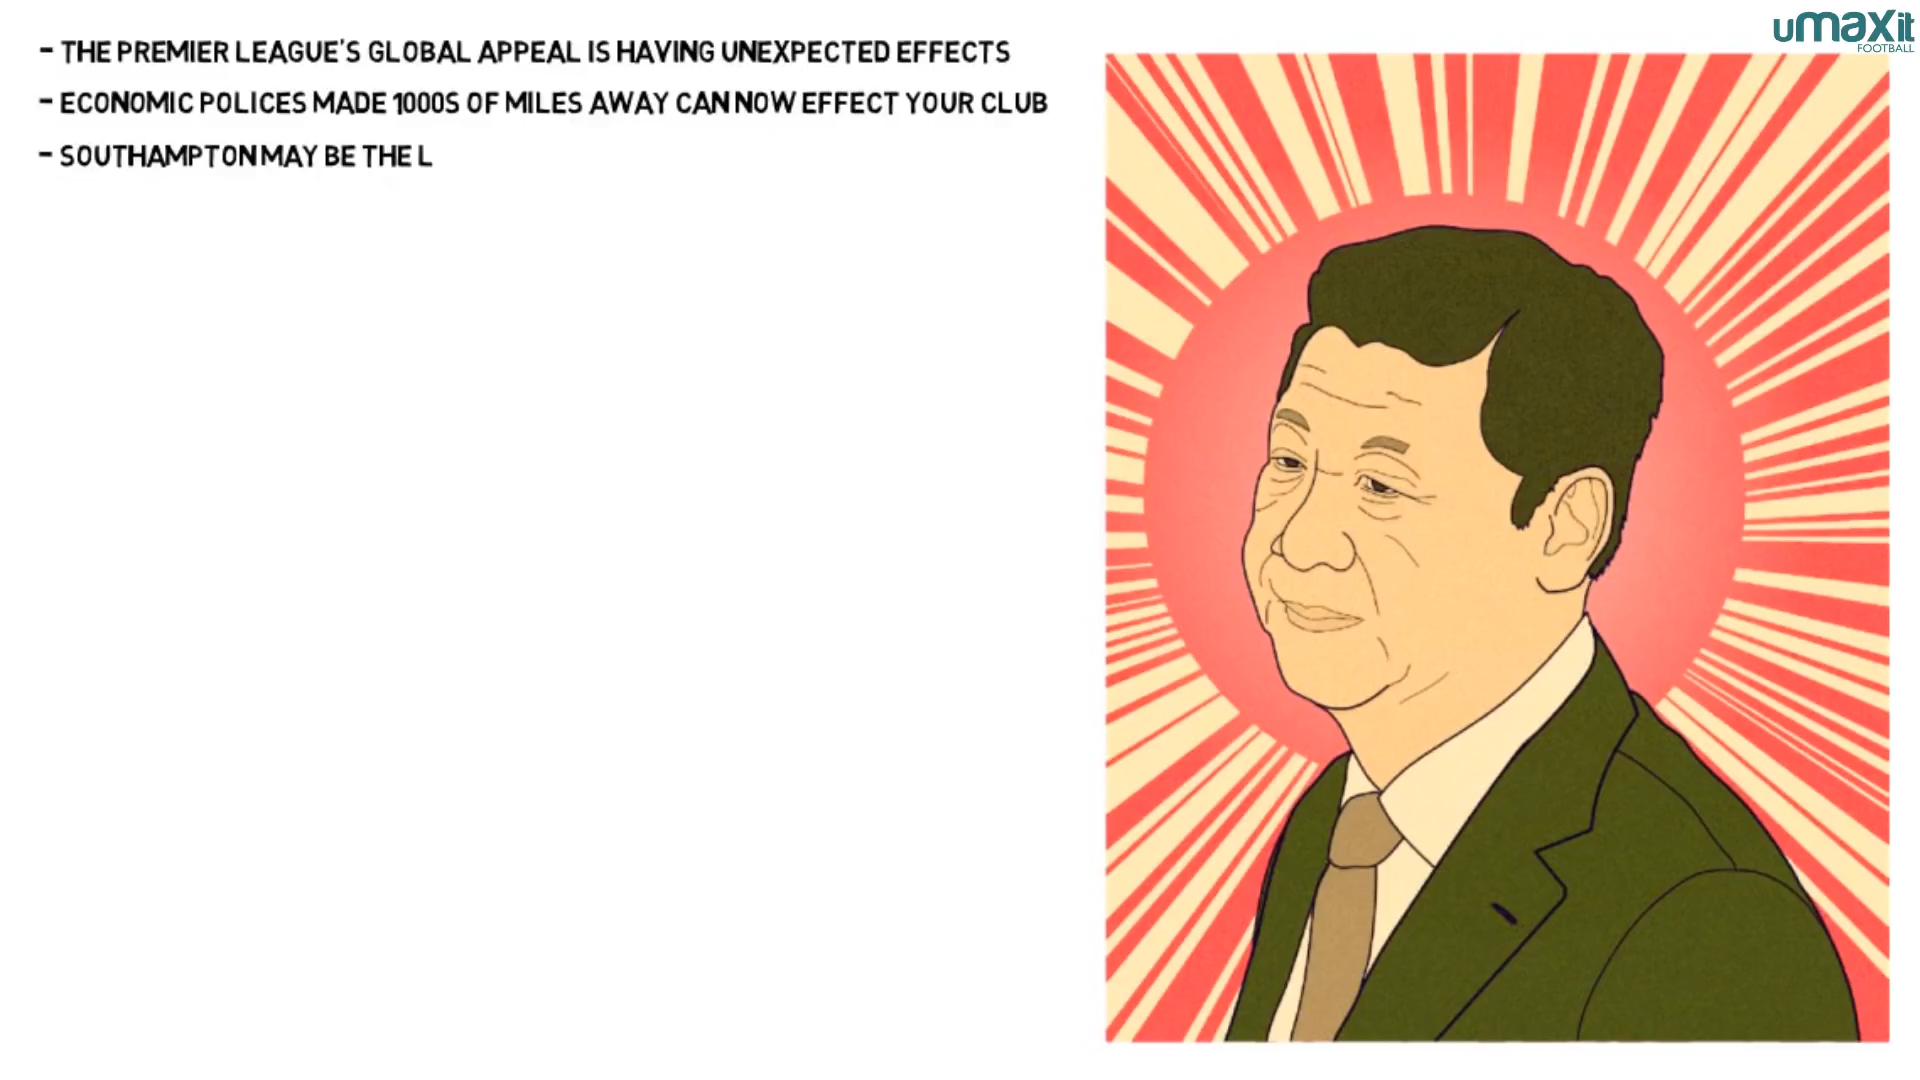 umaxit
FOOTBALL
- THE PREMIER LEAGUE'S GLOBAL APPEAL IS HAVING UNEXPECTED EFFECTS
- ECONOMIC POLICES MADE 1000S OF MILES AWAY CAN NOW EFFECT YOUR CLUB
- SOUTHAMPTON MAY BE THE L